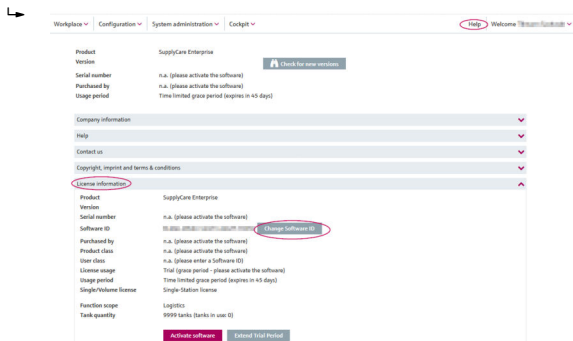 Workplace Configuration System administration Cockpit Help Welcome
Product SupplyCare Enterprise
Version Check for new versions
Serial number n.a. (please activate the software)
Purchased by n.a. (please activate the software)
Usage period Time limited grace period (expires in 45 days)
Company information
Help
Contact us
Copyright, imprint and terms & conditions
License information
Product SupplyCare Enterprise
Version
Serial number n.a. (please activate the software)
Software ID Change Software ID
Purchased by n.a. (please activate the software)
Product class n.a. (please activate the software)
User class n.a. (please enter a Software ID)
License usage Trial (grace period - please activate the software)
Usage period Time limited grace period (expires in 45 days)
Single/Volume license Single-Station license
Function scope Logistics
Tank quantity 9999 tanks (tanks in use: 0)
Activate software Extend Trial Period